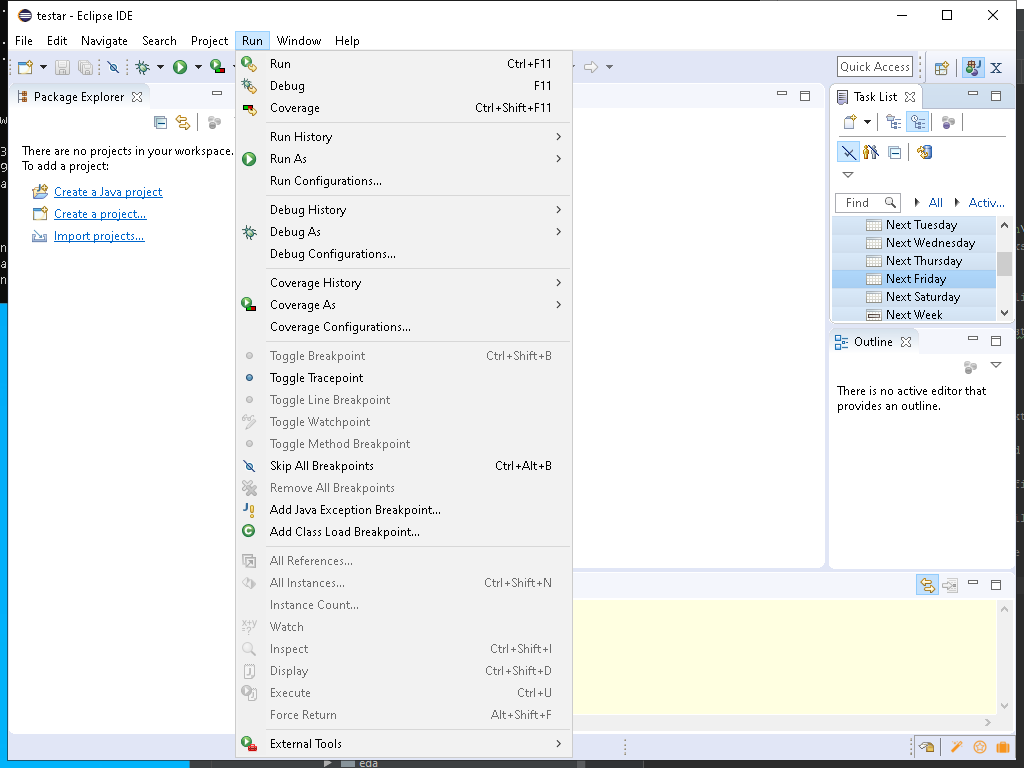 testar - Eclipse IDE
File Edit Navigate Search Project Run Window Help
Quick Access
Package Explorer
There are no projects in your workspace.
To add a project:
Create a Java project
Create a project...
Import projects...
Run Ctrl+F11
Debug F11
Coverage Ctrl+Shift+F11
Run History
Run As
Run Configurations...
Debug History
Debug As
Debug Configurations...
Coverage History
Coverage As
Coverage Configurations...
Toggle Breakpoint Ctrl+Shift+B
Toggle Tracepoint
Toggle Line Breakpoint
Toggle Watchpoint
Toggle Method Breakpoint
Skip All Breakpoints Ctrl+Alt+B
Remove All Breakpoints
Add Java Exception Breakpoint...
Add Class Load Breakpoint...
All References...
All Instances... Ctrl+Shift+N
Instance Count...
Watch
Inspect Ctrl+Shift+I
Display Ctrl+Shift+D
Execute Ctrl+U
Force Return Alt+Shift+F
External Tools
Task List
Find All Activ...
Next Tuesday
Next Wednesday
Next Thursday
Next Friday
Next Saturday
Next Week
Outline
There is no active editor that
provides an outline.
eda